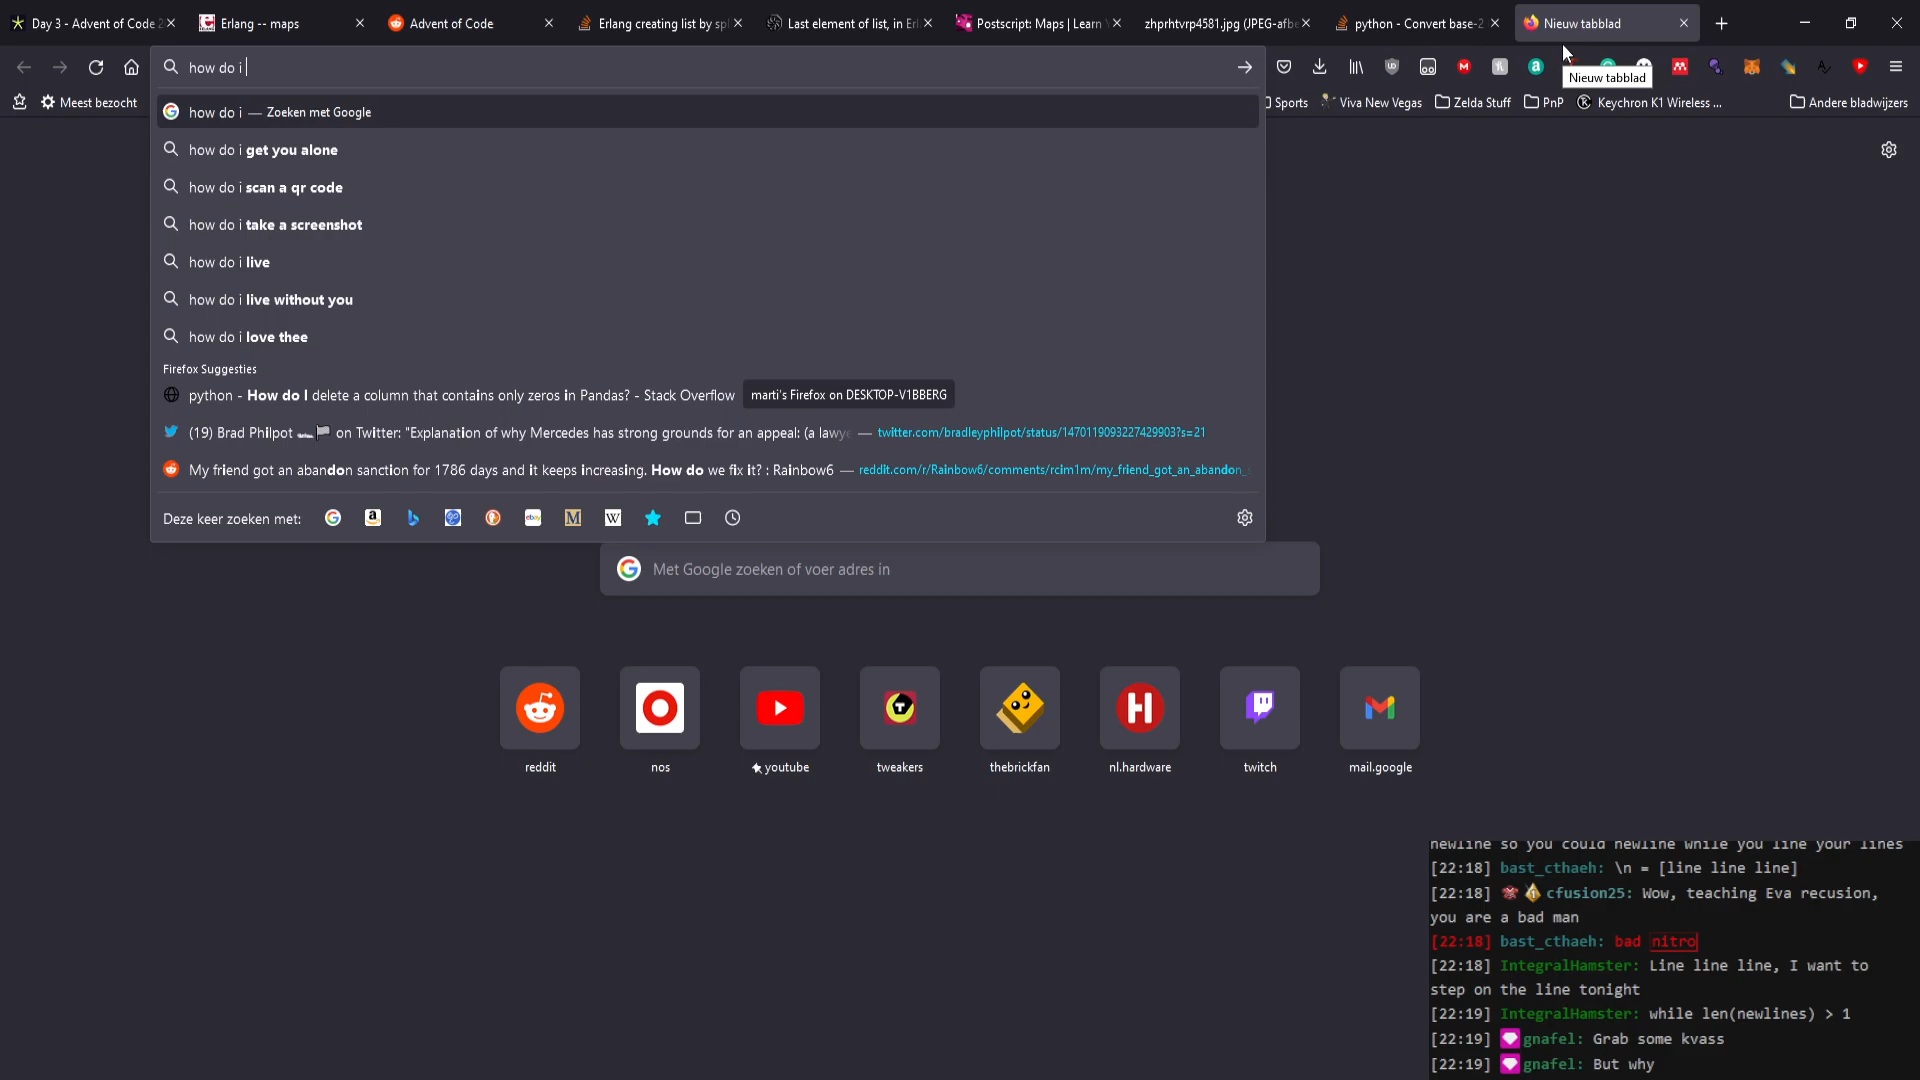 Day 3 - Advent of Code 2
Erlang -- maps
Advent of Code
Erlang creating list by sp
Last element of list, in Er
Postscript: Maps | Learn
zhprhtvrp4581.jpg (JPEG-afbe
python - Convert base-2
Nieuw tabblad
how do i
Nieuw tabblad
Meest bezocht
Sports
Viva New Vegas
Zelda Stuff
PnP
Keychron K1 Wireless ...
Andere bladwijzers
how do i — Zoeken met Google
how do i get you alone
how do i scan a qr code
how do i take a screenshot
how do i live
how do i live without you
how do i love thee
Firefox Suggesties
python - How do I delete a column that contains only zeros in Pandas? - Stack Overflow marti's Firefox on DESKTOP-V1BBERG
(19) Brad Philpot on Twitter: "Explanation of why Mercedes has strong grounds for an appeal: (a lawye — twitter.com/bradleyphilpot/status/1470119093227429903?s=21
My friend got an abandon sanction for 1786 days and it keeps increasing. How do we fix it? : Rainbow6 — reddit.com/r/Rainbow6/comments/rcim1m/my_friend_got_an_abandon_
Deze keer zoeken met:
Met Google zoeken of voer adres in
reddit
nos
youtube
tweakers
thebrickfan
nl.hardware
twitch
mail.google
newline so you could newline while you line your lines
[22:18] bast_cthaeh: \n = [line line line]
[22:18] cfusion25: Wow, teaching Eva recusion,
you are a bad man
[22:18] bast_cthaeh: bad nitro
[22:18] IntegralHamster: Line line line, I want to
step on the line tonight
[22:19] IntegralHamster: while len(newlines) > 1
[22:19] gnafel: Grab some kvass
[22:19] gnafel: But why